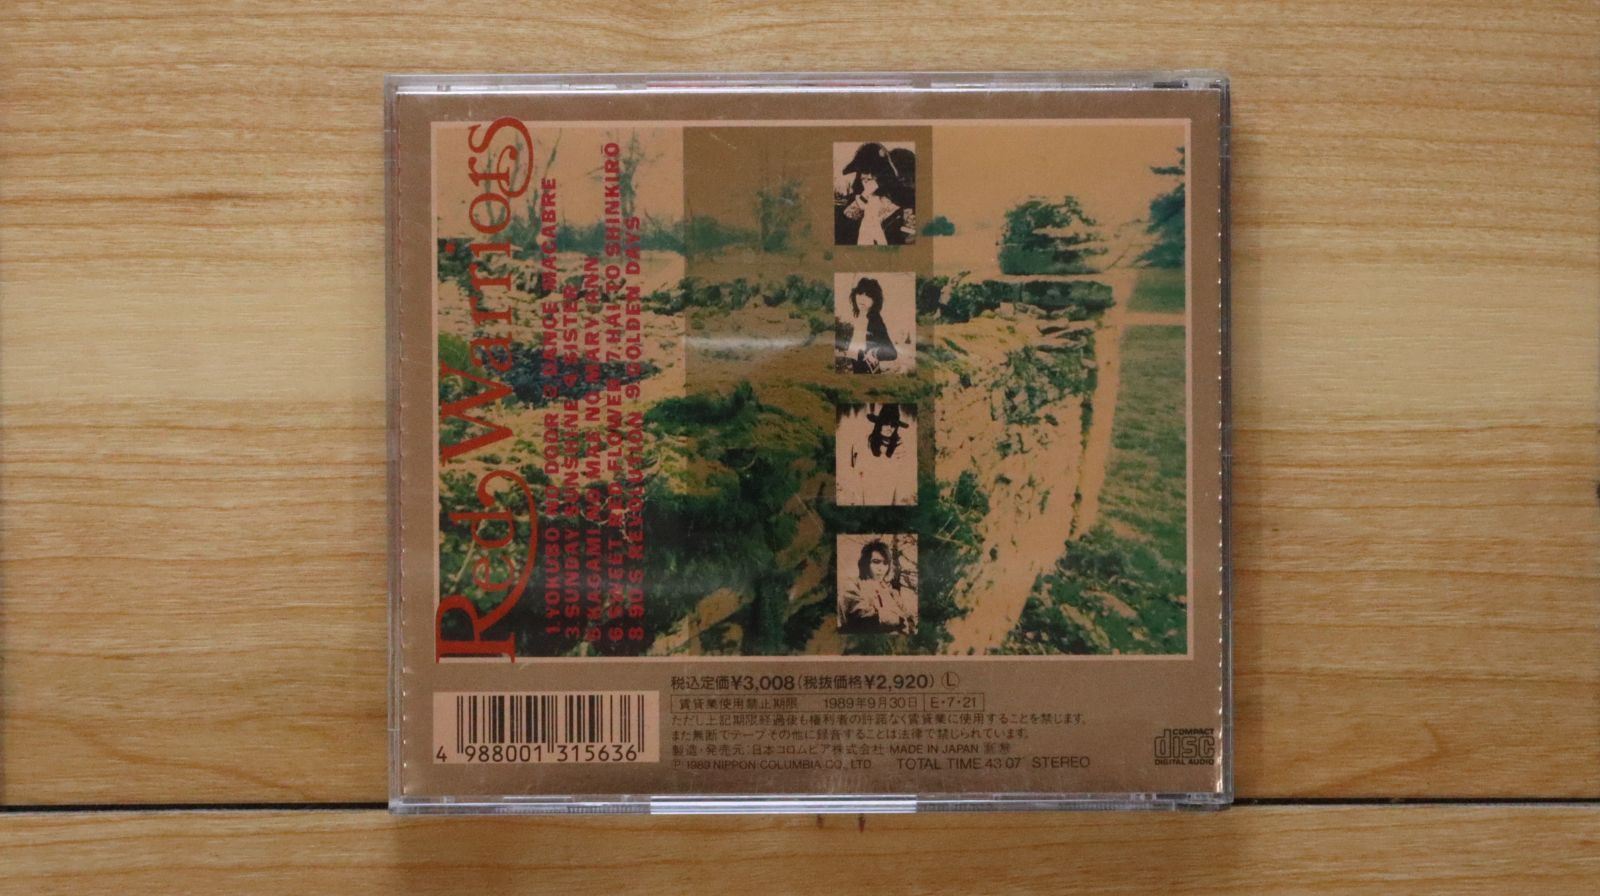 Red Warriors
1.YOKUBO NO DOOR 2.DANCE MACABRE
3.SUNDAY SUNSHINE 4.SISTER
5.KAGAMI NO MAE NO MARY ANN
6.SWEET RED FLOWER 7.HAI TO SHINKIRŌ
8.90'S REVOLUTION 9.GOLDEN DAYS
税込定価¥3,008(税抜価格¥2,920) Ⓛ
賃貸業使用禁止期限 1989年9月30日 E・7・21
ただし上記期限経過後も権利者の許諾なく賃貸業に使用することを禁じます。
また無断でテープその他に録音することは法律で禁じられています。
製造・発売元:日本コロムビア株式会社 MADE IN JAPAN
℗ 1989 NIPPON COLUMBIA CO., LTD. TOTAL TIME 43'07 STEREO
4 988001 315636
COMPACT
disc
DIGITAL AUDIO